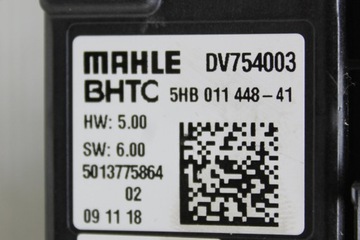 MAHLE DV754003
BHTC 5HB 011 448-41
HW: 5.00
SW: 6.00
5013775864
02
09 11 18